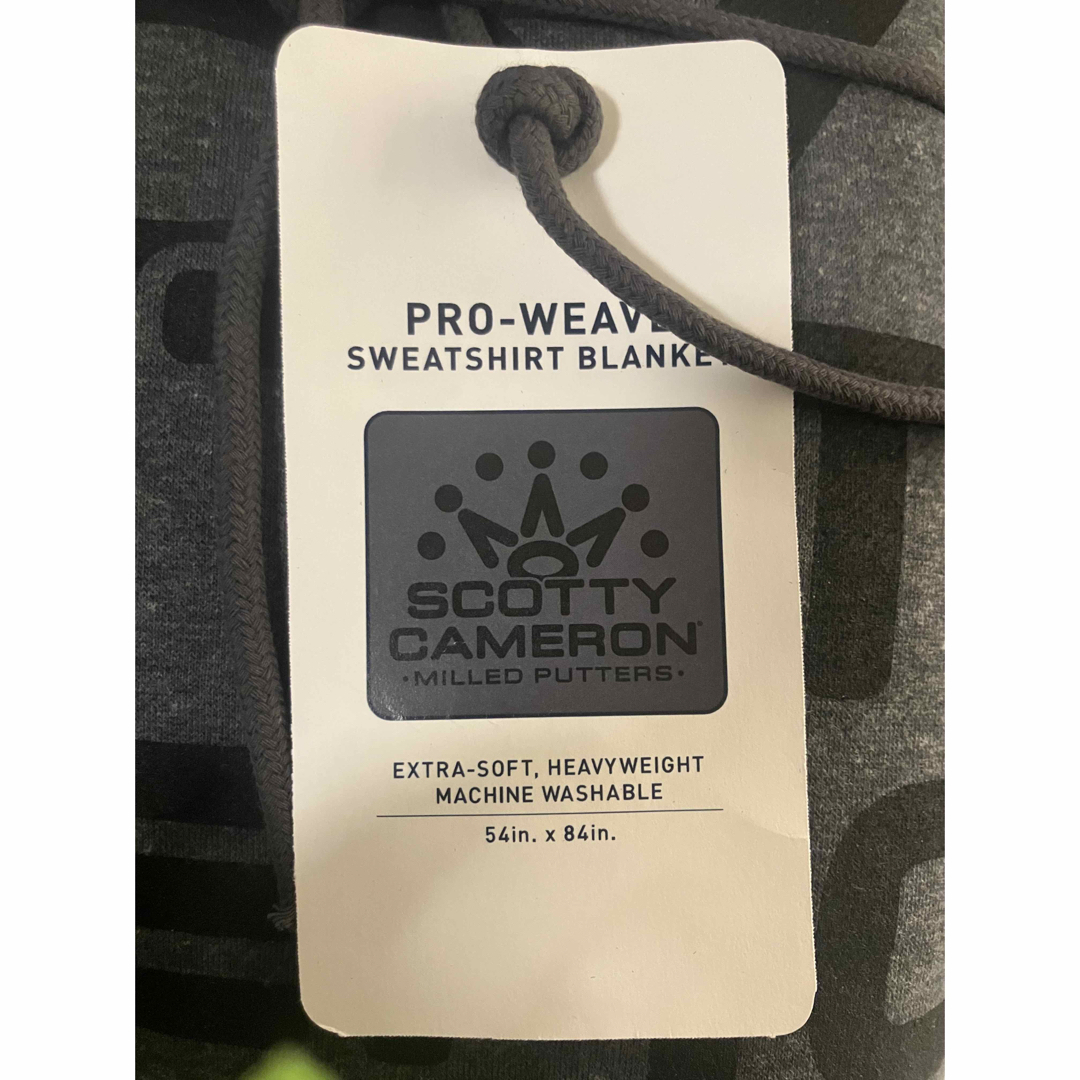 PRO-WEAVE
SWEATSHIRT BLANKET
SCOTTY
CAMERON®
·MILLED PUTTERS·
EXTRA-SOFT, HEAVYWEIGHT
MACHINE WASHABLE
54in. x 84in.